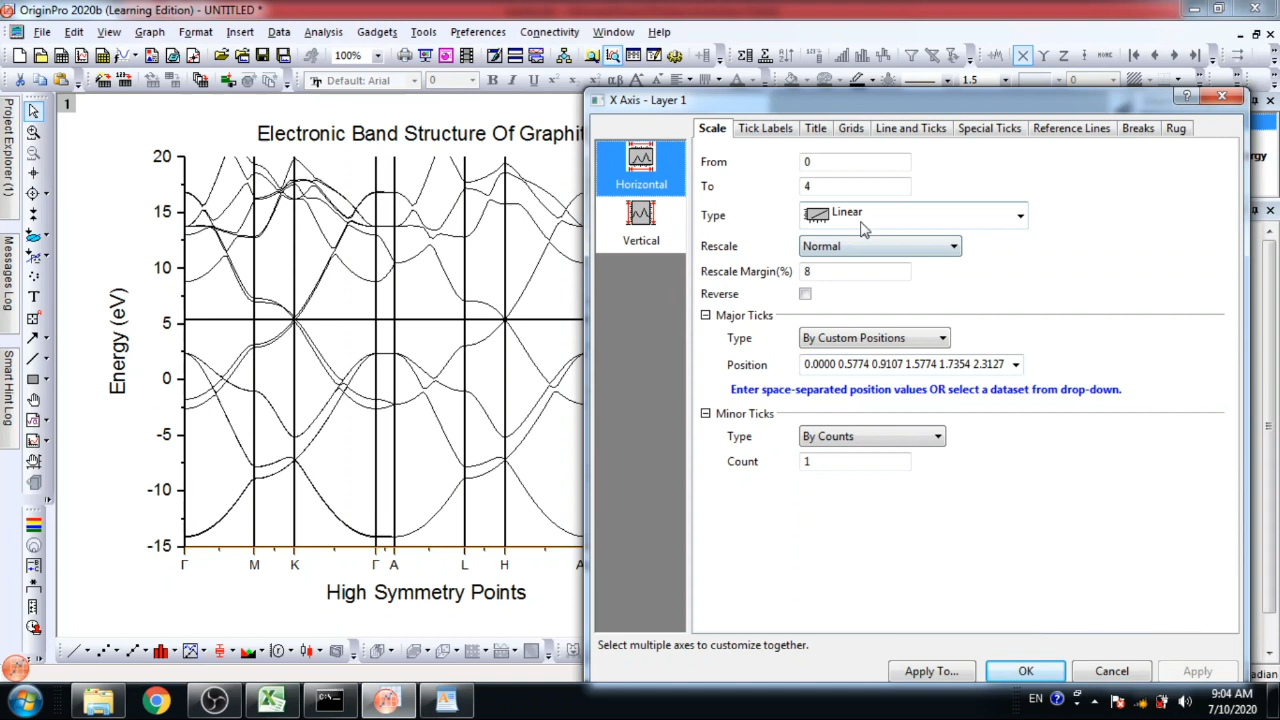 OriginPro 2020b (Learning Edition) - UNTITLED *
File Edit View Graph Format Insert Data Analysis Gadgets Tools Preferences Connectivity Window Help
100%
X Y Z HOME
Default: Arial 0 B I U αβ A A A 1.5 0
Project Explorer (1)
Messages Log
Smart Hint Log
1
Electronic Band Structure Of Graphit
20
15
10
5
0
-5
-10
-15
Energy (eV)
Γ M K Γ A L H A
High Symmetry Points
X Axis - Layer 1
Horizontal
Vertical
Scale Tick Labels Title Grids Line and Ticks Special Ticks Reference Lines Breaks Rug
From 0
To 4
Type Linear
Rescale Normal
Rescale Margin(%) 8
Reverse
Major Ticks
Type By Custom Positions
Position 0.0000 0.5774 0.9107 1.5774 1.7354 2.3127
Enter space-separated position values OR select a dataset from drop-down.
Minor Ticks
Type By Counts
Count 1
Select multiple axes to customize together.
Apply To... OK Cancel Apply
ergy
adian
EN
9:04 AM
7/10/2020